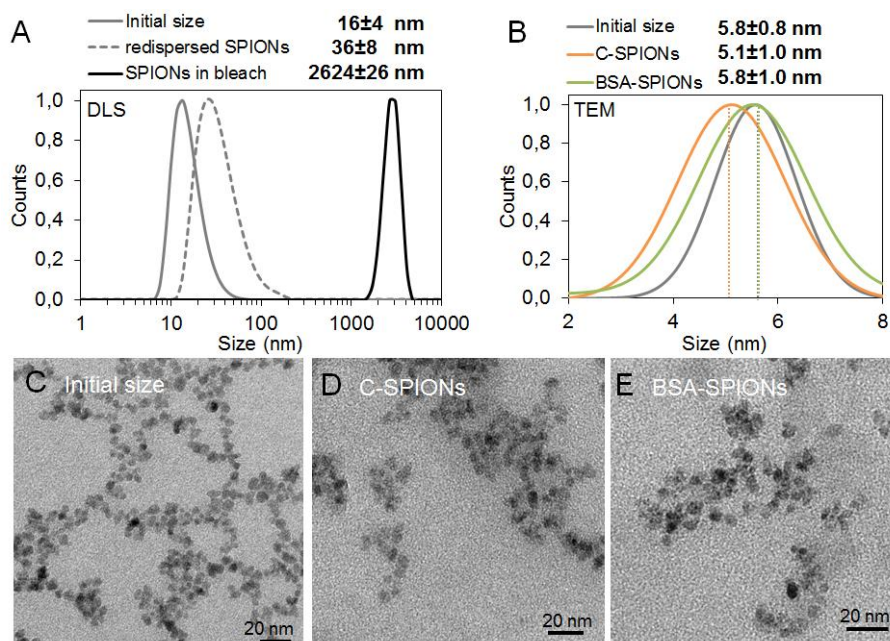 A
Initial size 16±4 nm
redispersed SPIONs 36±8 nm
SPIONs in bleach 2624±26 nm
DLS
Counts
1,0
0,8
0,6
0,4
0,2
0,0
1 10 100 1000 10000
Size (nm)
B
Initial size 5.8±0.8 nm
C-SPIONs 5.1±1.0 nm
BSA-SPIONs 5.8±1.0 nm
TEM
Counts
1,0
0,8
0,6
0,4
0,2
0,0
2 4 6 8
Size (nm)
C Initial size
20 nm
D C-SPIONs
20 nm
E BSA-SPIONs
20 nm